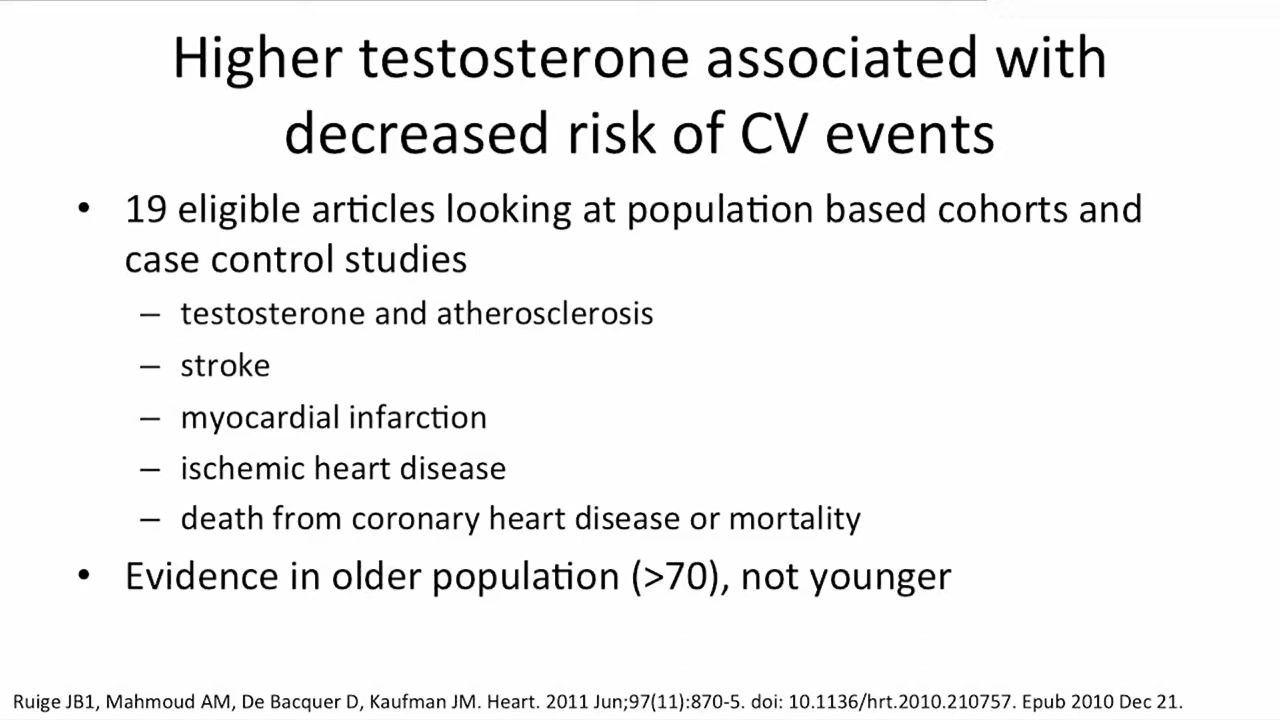 Higher testosterone associated with
decreased risk of CV events
• 19 eligible articles looking at population based cohorts and
case control studies
– testosterone and atherosclerosis
– stroke
– myocardial infarction
– ischemic heart disease
– death from coronary heart disease or mortality
• Evidence in older population (>70), not younger
Ruige JB1, Mahmoud AM, De Bacquer D, Kaufman JM. Heart. 2011 Jun;97(11):870-5. doi: 10.1136/hrt.2010.210757. Epub 2010 Dec 21.